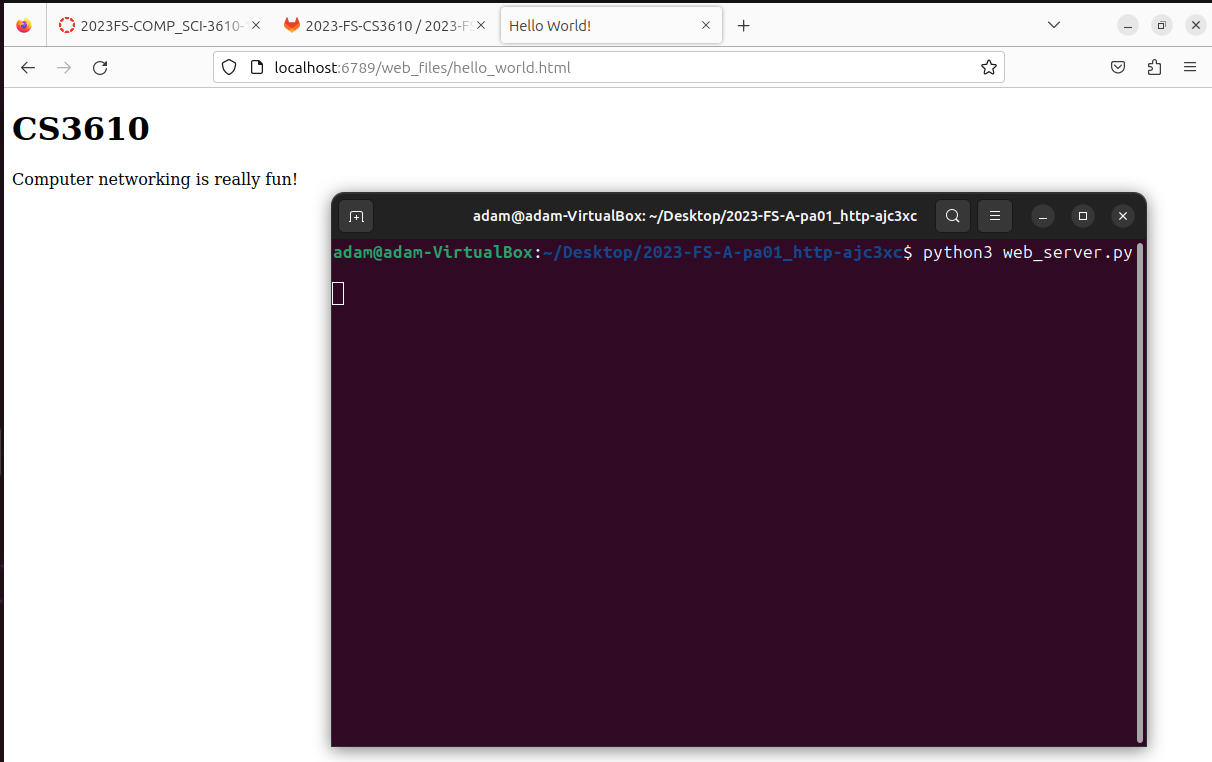 2023FS-COMP_SCI-3610-
2023-FS-CS3610 / 2023-F
Hello World!
localhost:6789/web_files/hello_world.html
CS3610
Computer networking is really fun!
adam@adam-VirtualBox: ~/Desktop/2023-FS-A-pa01_http-ajc3xc
adam@adam-VirtualBox:~/Desktop/2023-FS-A-pa01_http-ajc3xc$ python3 web_server.py